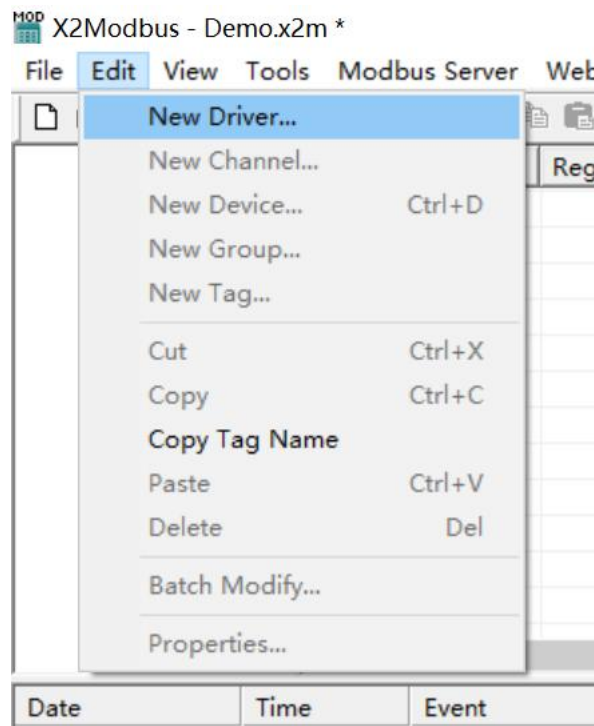 MOD
X2Modbus - Demo.x2m *
File Edit View Tools Modbus Server Web
New Driver...
New Channel...
Reg
New Device... Ctrl+D
New Group...
New Tag...
Cut Ctrl+X
Copy Ctrl+C
Copy Tag Name
Paste Ctrl+V
Delete Del
Batch Modify...
Properties...
Date Time Event